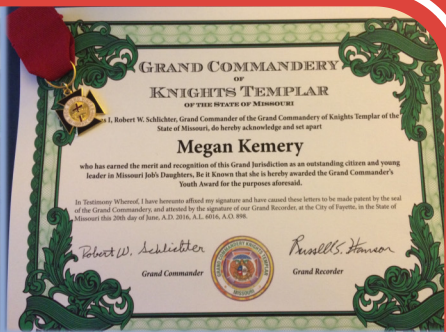 GRAND COMMANDERY
OF
KNIGHTS TEMPLAR
OF THE STATE OF MISSOURI
I, Robert W. Schlichter, Grand Commander of the Grand Commandery of Knights Templar of the
State of Missouri, do hereby acknowledge and set apart
Megan Kemery
who has earned the merit and recognition of this Grand Jurisdiction as an outstanding citizen and young
leader in Missouri Job's Daughters, Be it Known that she is hereby awarded the Grand Commander's
Youth Award for the purposes aforesaid.
In Testimony Whereof, I have hereunto affixed my signature and have caused these letters to be made patent by the seal
of the Grand Commandery, and attested by the signature of our Grand Recorder, at the City of Fayette, in the State of
Missouri this 20th day of June, A.D. 2016, A.L. 6016, A.O. 898.
Robert W. Schlichter
Russell S. Hanson
Grand Commander
Grand Recorder
GRAND COMMANDERY KNIGHTS TEMPLAR
MISSOURI